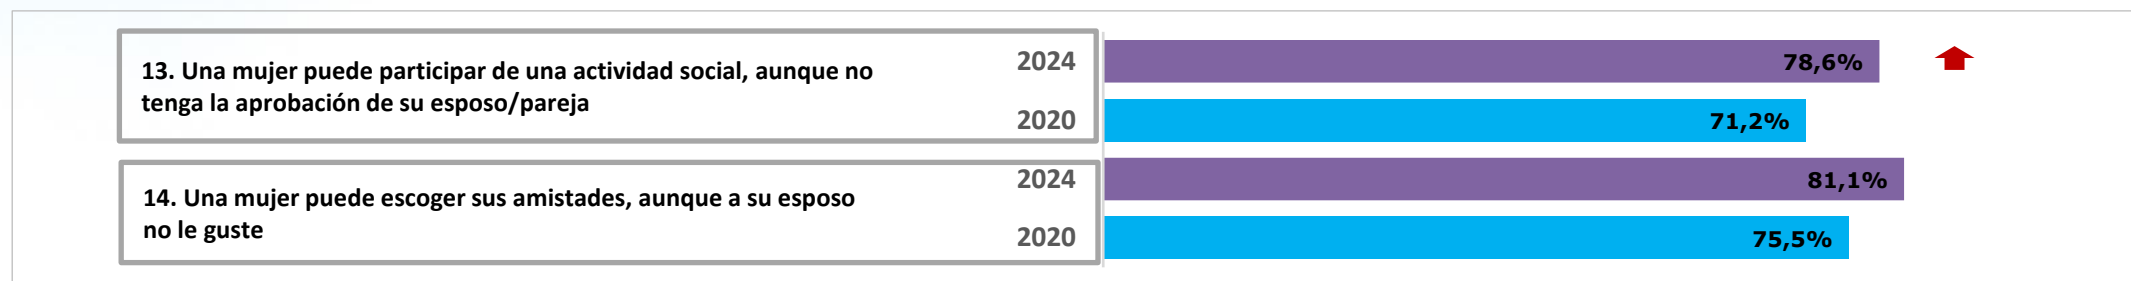 13. Una mujer puede participar de una actividad social, aunque no
tenga la aprobación de su esposo/pareja
2024
78,6%
2020
71,2%
14. Una mujer puede escoger sus amistades, aunque a su esposo
no le guste
2024
81,1%
2020
75,5%